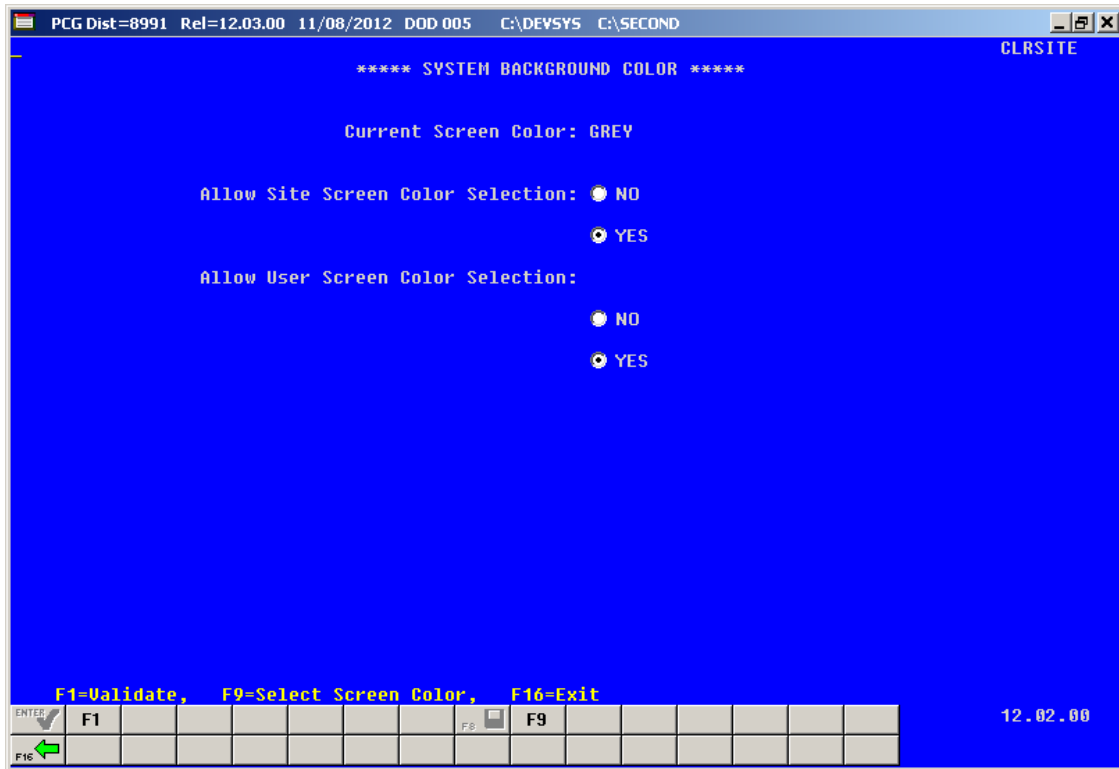 PCG Dist=8991 Rel=12.03.00 11/08/2012 DOD 005 C:\DEVSYS C:\SECOND
CLRSITE
***** SYSTEM BACKGROUND COLOR *****
Current Screen Color: GREY
Allow Site Screen Color Selection: NO
YES
Allow User Screen Color Selection:
NO
YES
F1=Validate, F9=Select Screen Color, F16=Exit
ENTER F1 F8 F9
12.02.00
F16